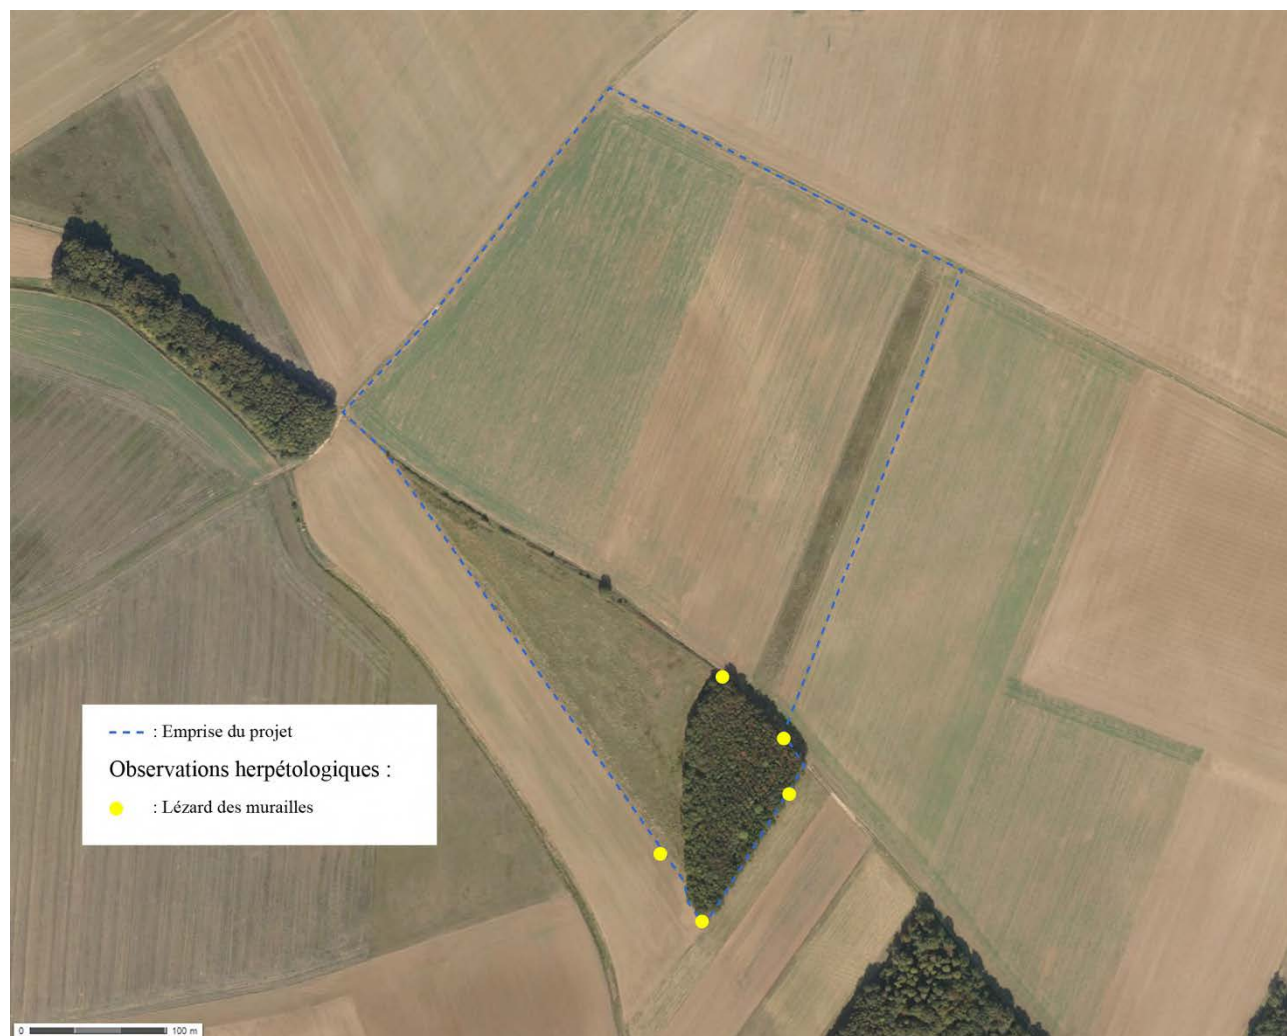 : Emprise du projet
Observations herpétologiques :
: Lézard des murailles
0 100 m